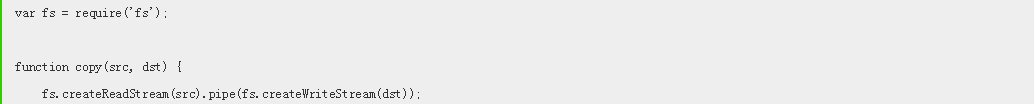 var fs = require('fs');
function copy(src, dst) {
    fs.createReadStream(src).pipe(fs.createWriteStream(dst));